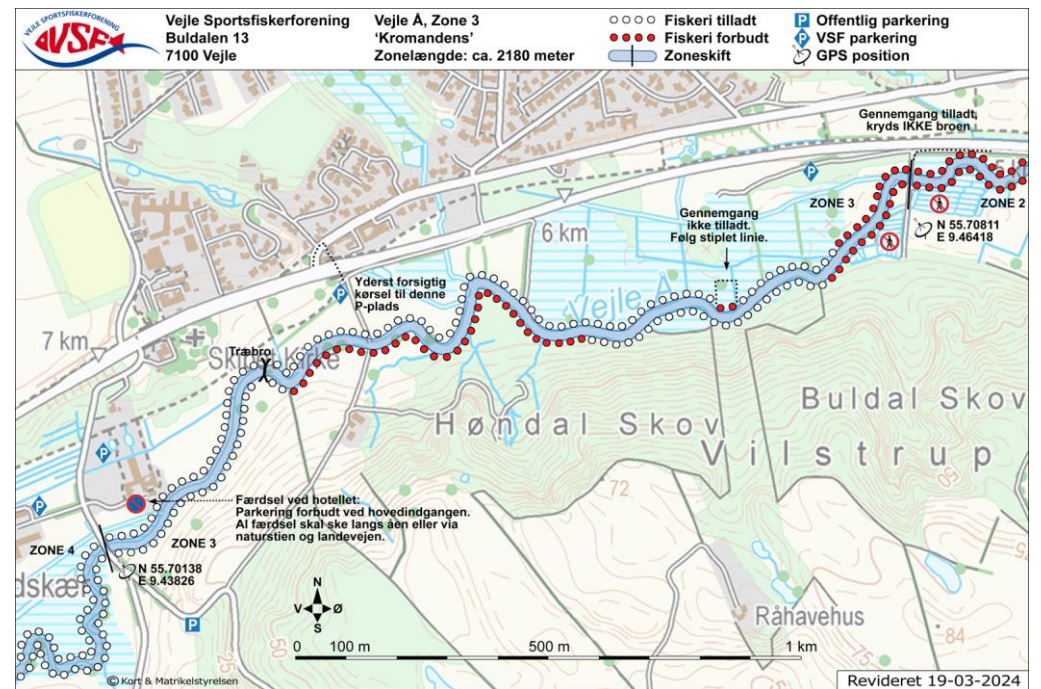 VEJLE SPORTSFISKERFORENING
VSF
Vejle Sportsfiskerforening
Buldalen 13
7100 Vejle
Vejle Å, Zone 3
‘Kromandens’
Zonelængde: ca. 2180 meter
Fiskeri tilladt
Fiskeri forbudt
Zoneskift
P Offentlig parkering
P VSF parkering
GPS position
Gennemgang tilladt,
kryds IKKE broen
ZONE 3
ZONE 2
N 55.70811
E 9.46418
Gennemgang
ikke tilladt.
Følg stiplet linie.
6 km
Vejle Å
Yderst forsigtig
kørsel til denne
P-plads
7 km
Træbro
Kirke
Høndal Skov
Buldal Skov
Vilstrup
72
50
Færdsel ved hotellet:
Parkering forbudt ved hovedindgangen.
Al færdsel skal ske langs åen eller via
naturstien og landevejen.
ZONE 4
ZONE 3
N 55.70138
E 9.43826
dskær
N
V Ø
S
Råhavehus
84
25
50
0 100 m 500 m 1 km
© Kort & Matrikelstyrelsen
Revideret 19-03-2024